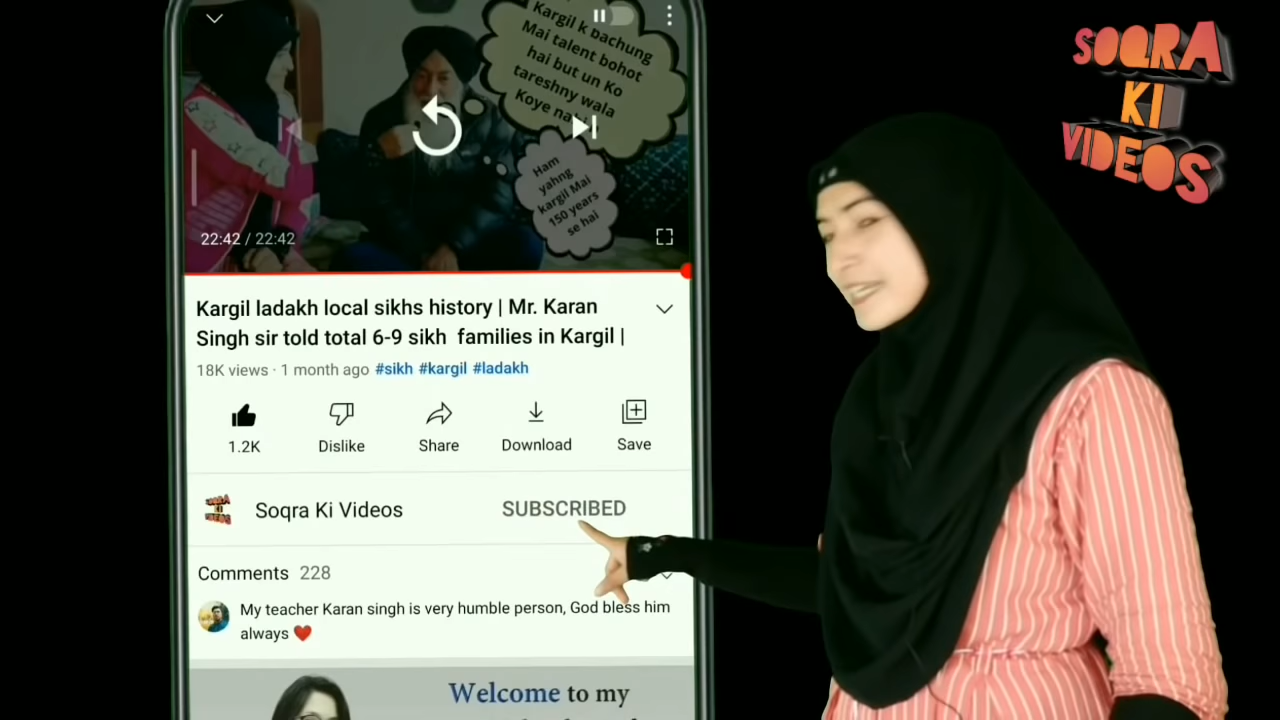 Kargil k bachung
Mai talent bohot
hai but un Ko
tareshny wala
Koye
Ham
yahng
kargil Mai
150 years
se hai
22:42 / 22:42
Kargil ladakh local sikhs history | Mr. Karan
Singh sir told total 6-9 sikh families in Kargil |
18K views · 1 month ago #sikh #kargil #ladakh
1.2K
Dislike
Share
Download
Save
SOQRA
KI
VIDEOS
Soqra Ki Videos
SUBSCRIBED
Comments 228
My teacher Karan singh is very humble person, God bless him
always ❤️
Welcome to my
SOQRA
KI
VIDEOS